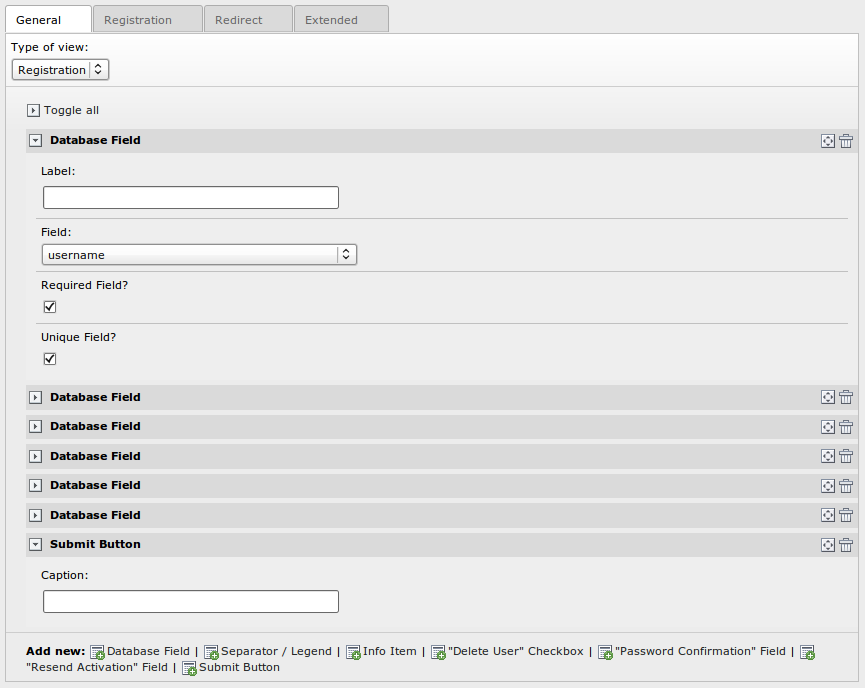 General Registration Redirect Extended
Type of view:
Registration
Toggle all
Database Field
Label:
Field:
username
Required Field?
Unique Field?
Database Field
Database Field
Database Field
Database Field
Database Field
Submit Button
Caption:
Add new: Database Field | Separator / Legend | Info Item | "Delete User" Checkbox | "Password Confirmation" Field |
"Resend Activation" Field | Submit Button